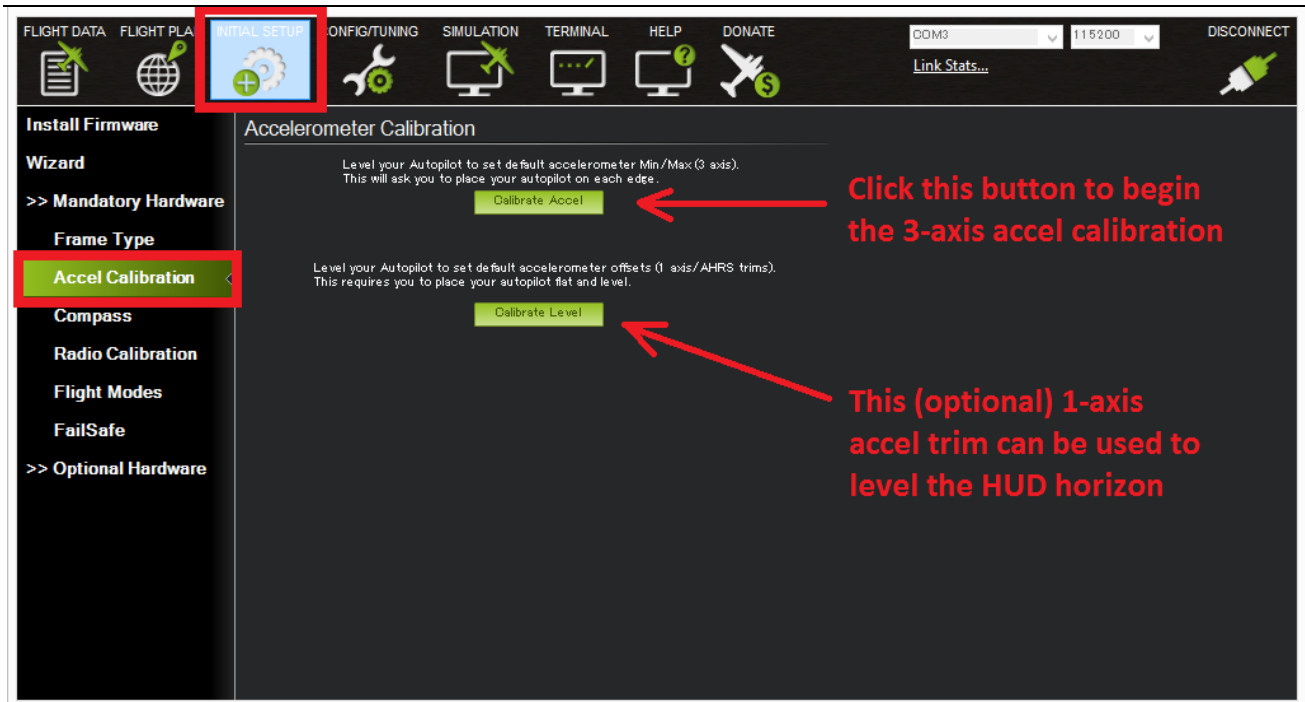 FLIGHT DATA FLIGHT PLA INITIAL SETUP CONFIG/TUNING SIMULATION TERMINAL HELP DONATE COM3 115200 DISCONNECT
Link Stats...
Install Firmware
Accelerometer Calibration
Wizard
Level your Autopilot to set default accelerometer Min/Max (3 axis).
This will ask you to place your autopilot on each edge.
>> Mandatory Hardware
Calibrate Accel
Click this button to begin
the 3-axis accel calibration
Frame Type
Accel Calibration
Level your Autopilot to set default accelerometer offsets (1 axis/AHRS trims).
This requires you to place your autopilot flat and level.
Compass
Calibrate Level
Radio Calibration
Flight Modes
This (optional) 1-axis
accel trim can be used to
level the HUD horizon
FailSafe
>> Optional Hardware